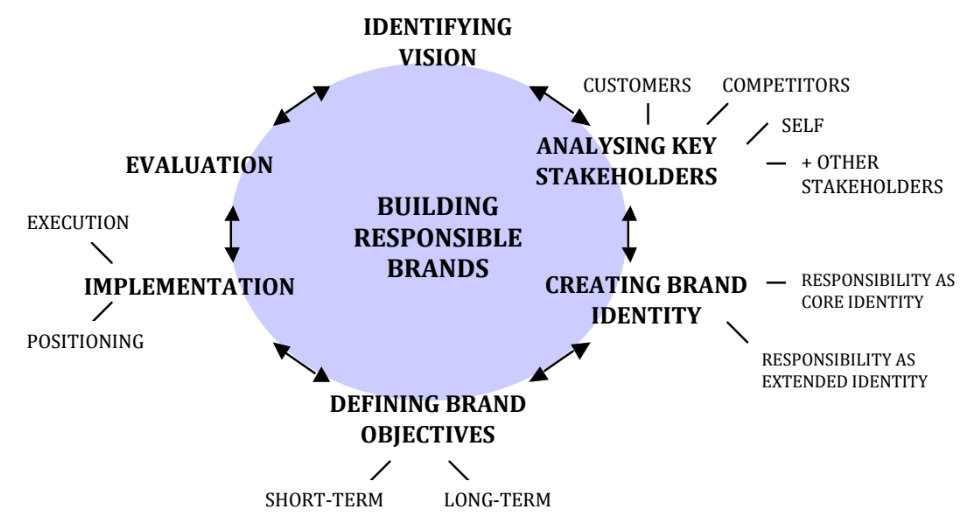 IDENTIFYING
VISION
CUSTOMERS
COMPETITORS
SELF
+ OTHER
STAKEHOLDERS
ANALYSING KEY
STAKEHOLDERS
CREATING BRAND
IDENTITY
RESPONSIBILITY AS
CORE IDENTITY
RESPONSIBILITY AS
EXTENDED IDENTITY
DEFINING BRAND
OBJECTIVES
SHORT-TERM
LONG-TERM
IMPLEMENTATION
EXECUTION
POSITIONING
EVALUATION
BUILDING
RESPONSIBLE
BRANDS